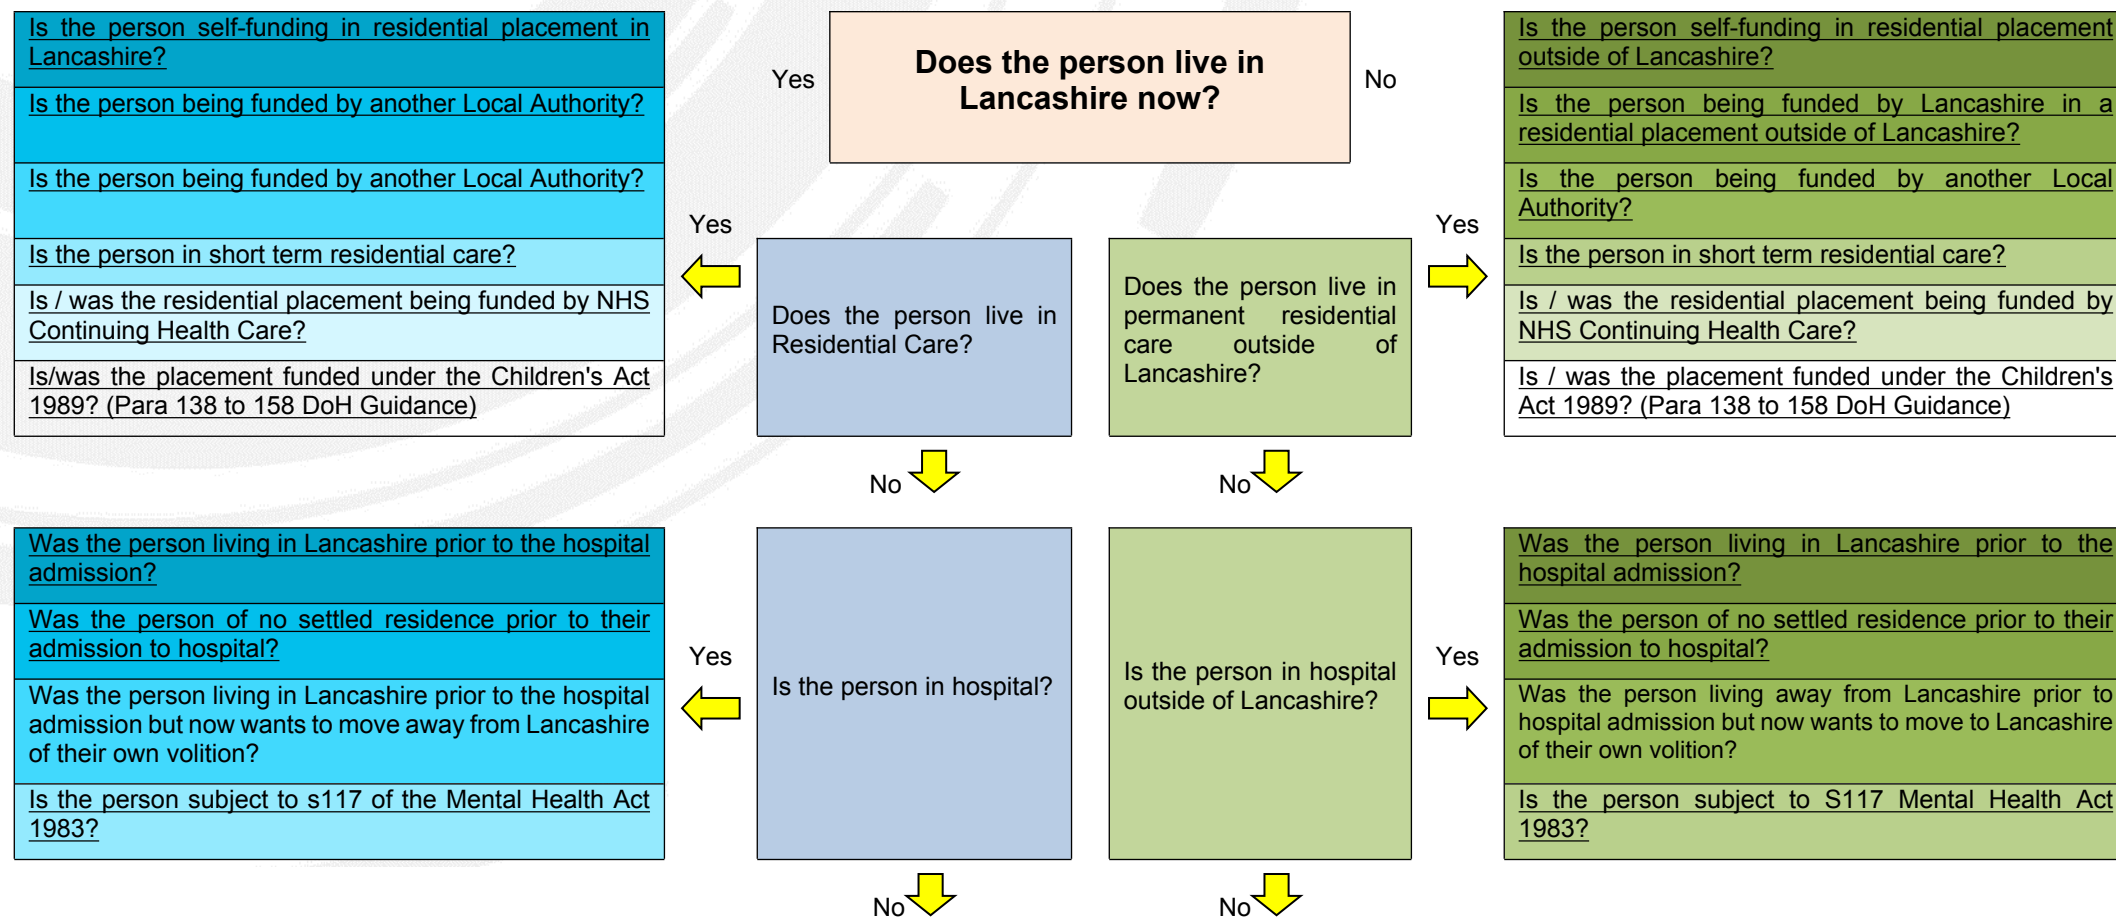 Does the person live in
Lancashire now?
Yes
No
Is the person self-funding in residential placement in
Lancashire?
Is the person being funded by another Local Authority?
Is the person being funded by another Local Authority?
Is the person in short term residential care?
Is / was the residential placement being funded by NHS
Continuing Health Care?
Is/was the placement funded under the Children's Act
1989? (Para 138 to 158 DoH Guidance)
Yes
Does the person live in
Residential Care?
Does the person live in
permanent residential
care outside of
Lancashire?
Yes
Is the person self-funding in residential placement
outside of Lancashire?
Is the person being funded by Lancashire in a
residential placement outside of Lancashire?
Is the person being funded by another Local
Authority?
Is the person in short term residential care?
Is / was the residential placement being funded by
NHS Continuing Health Care?
Is / was the placement funded under the Children's
Act 1989? (Para 138 to 158 DoH Guidance)
No
No
Was the person living in Lancashire prior to the hospital
admission?
Was the person of no settled residence prior to their
admission to hospital?
Was the person living in Lancashire prior to the hospital
admission but now wants to move away from Lancashire
of their own volition?
Is the person subject to s117 of the Mental Health Act
1983?
Yes
Is the person in hospital?
Is the person in hospital
outside of Lancashire?
Yes
Was the person living in Lancashire prior to the
hospital admission?
Was the person of no settled residence prior to their
admission to hospital?
Was the person living away from Lancashire prior to
hospital admission but now wants to move to Lancashire
of their own volition?
Is the person subject to S117 Mental Health Act
1983?
No
No